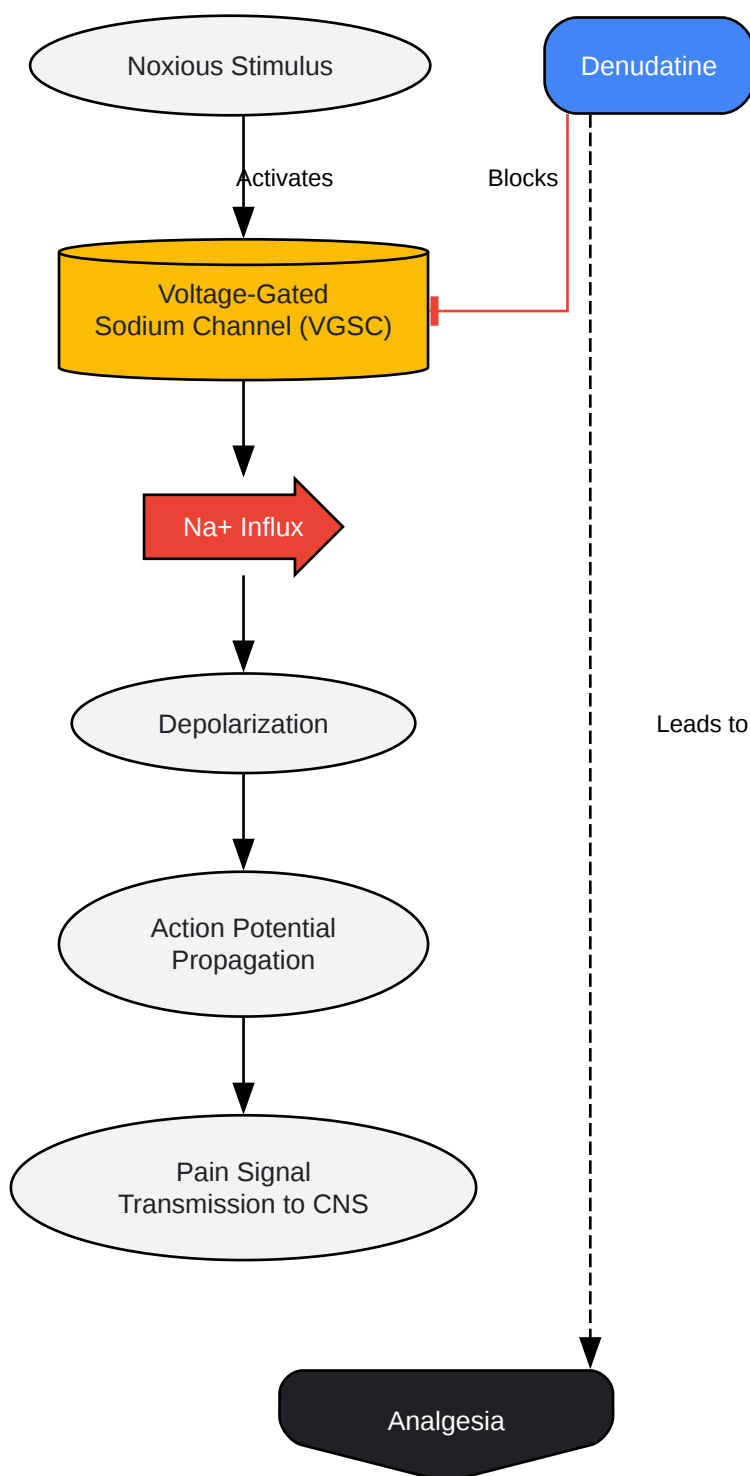 Noxious Stimulus
Denudatine
Activates
Blocks
Voltage-Gated
Sodium Channel (VGSC)
Na+ Influx
Depolarization
Leads to
Action Potential
Propagation
Pain Signal
Transmission to CNS
Analgesia